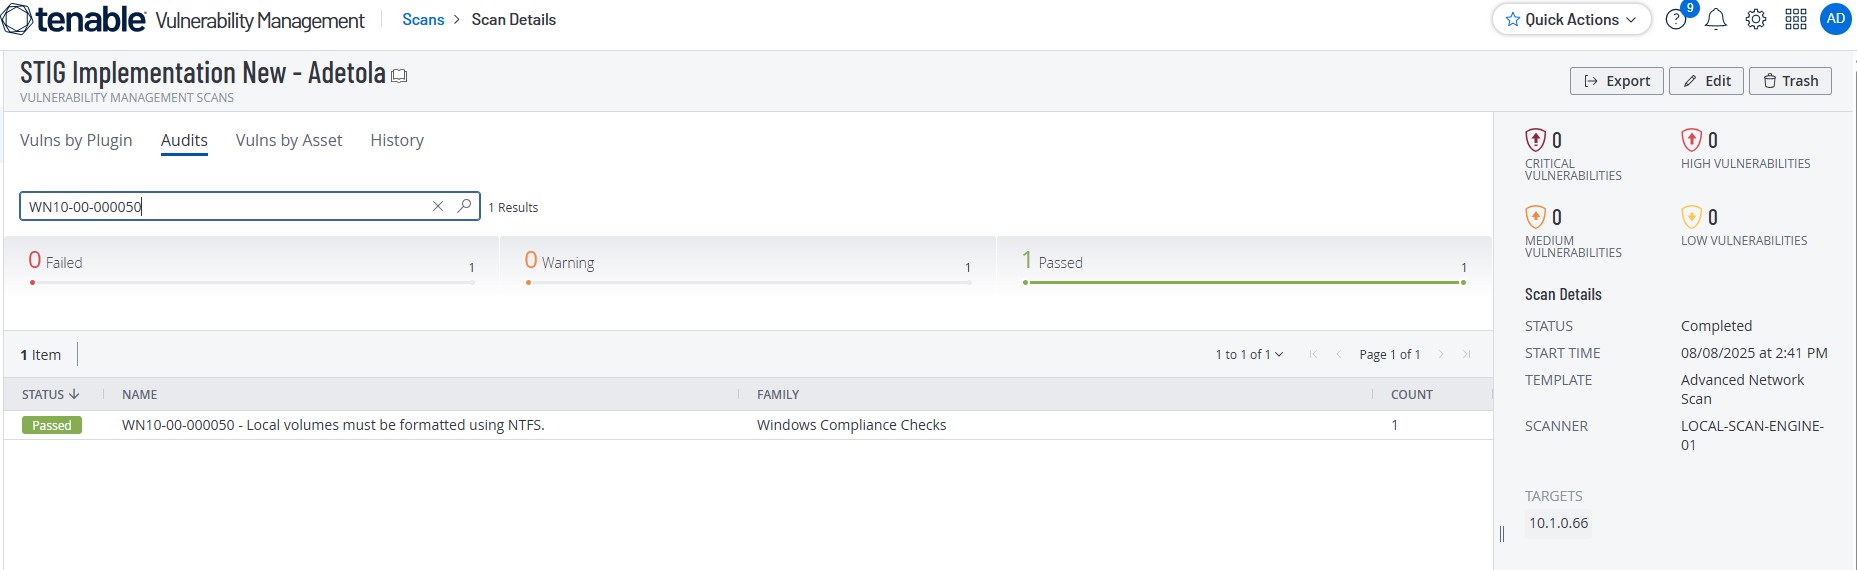 tenable Vulnerability Management Scans > Scan Details Quick Actions 9 AD
STIG Implementation New - Adetola
VULNERABILITY MANAGEMENT SCANS
Export Edit Trash
Vulns by Plugin Audits Vulns by Asset History
WN10-00-000050 1 Results
0 Failed 1 0 Warning 1 1 Passed 1
1 Item 1 to 1 of 1 Page 1 of 1
STATUS NAME FAMILY COUNT
Passed WN10-00-000050 - Local volumes must be formatted using NTFS. Windows Compliance Checks 1
0 0
CRITICAL HIGH VULNERABILITIES
VULNERABILITIES
0 0
MEDIUM LOW VULNERABILITIES
VULNERABILITIES
Scan Details
STATUS Completed
START TIME 08/08/2025 at 2:41 PM
TEMPLATE Advanced Network
Scan
SCANNER LOCAL-SCAN-ENGINE-
01
TARGETS
10.1.0.66